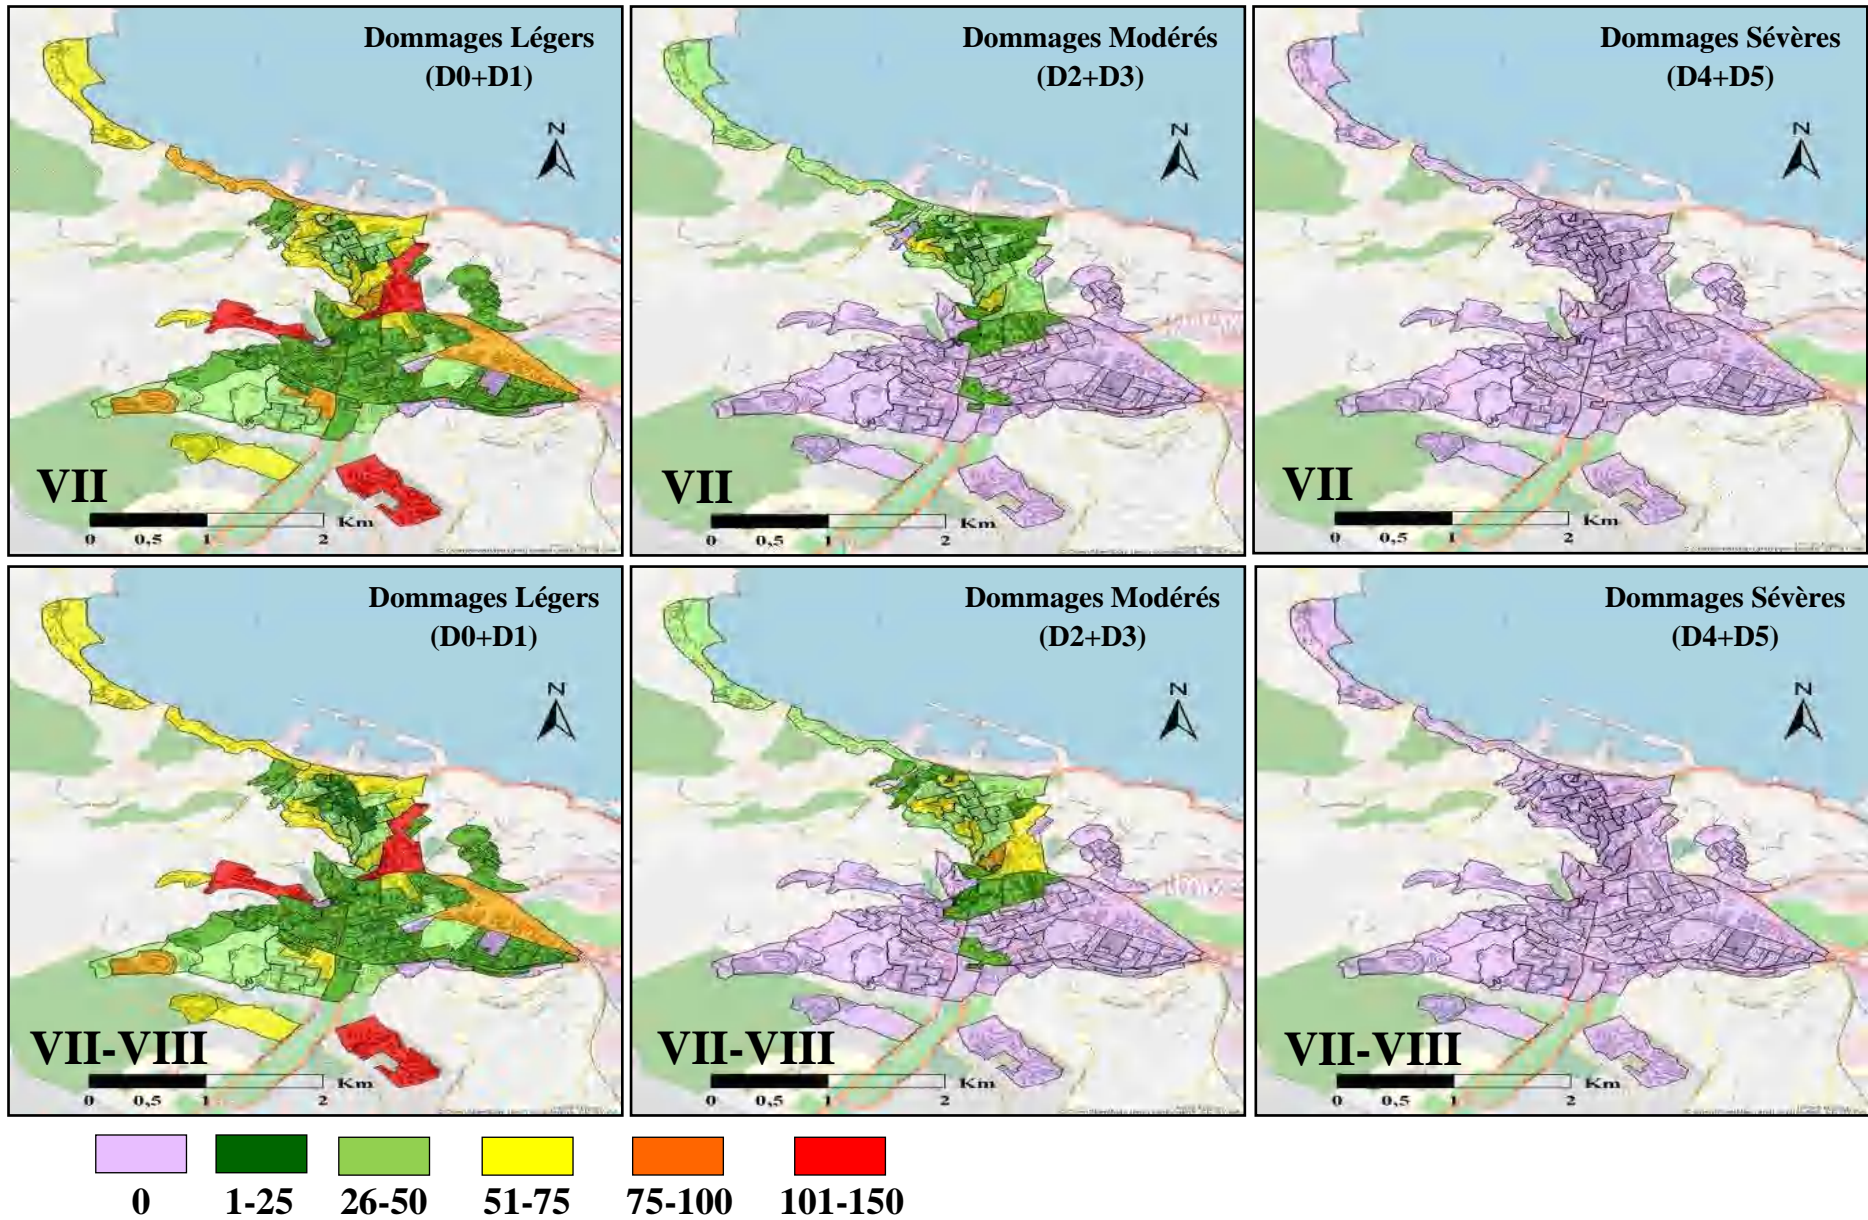 Dommages Légers
(D0+D1)
N
VII
Km
0 0,5 1 2
Dommages Modérés
(D2+D3)
N
VII
Km
0 0,5 1 2
Dommages Sévères
(D4+D5)
N
VII
Km
0 0,5 1 2
Dommages Légers
(D0+D1)
N
VII-VIII
Km
0 0,5 1 2
Dommages Modérés
(D2+D3)
N
VII-VIII
Km
0 0,5 1 2
Dommages Sévères
(D4+D5)
N
VII-VIII
Km
0 0,5 1 2
0 1-25 26-50 51-75 75-100 101-150